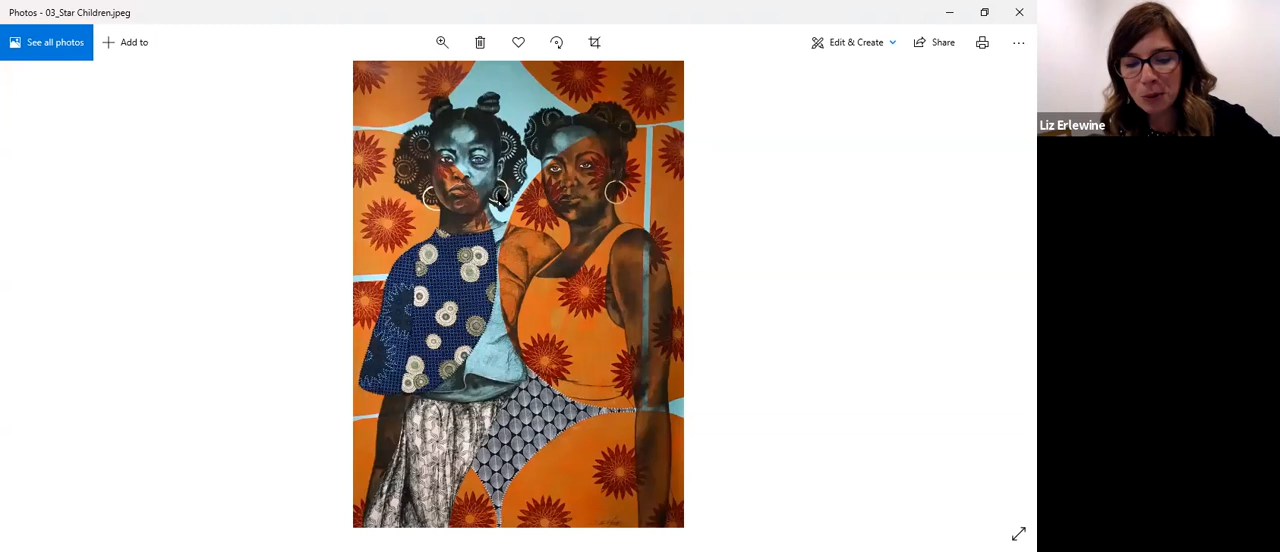 Photos - 03_Star Children.jpeg
See all photos
Add to
Edit & Create
Share
Liz Erlewine